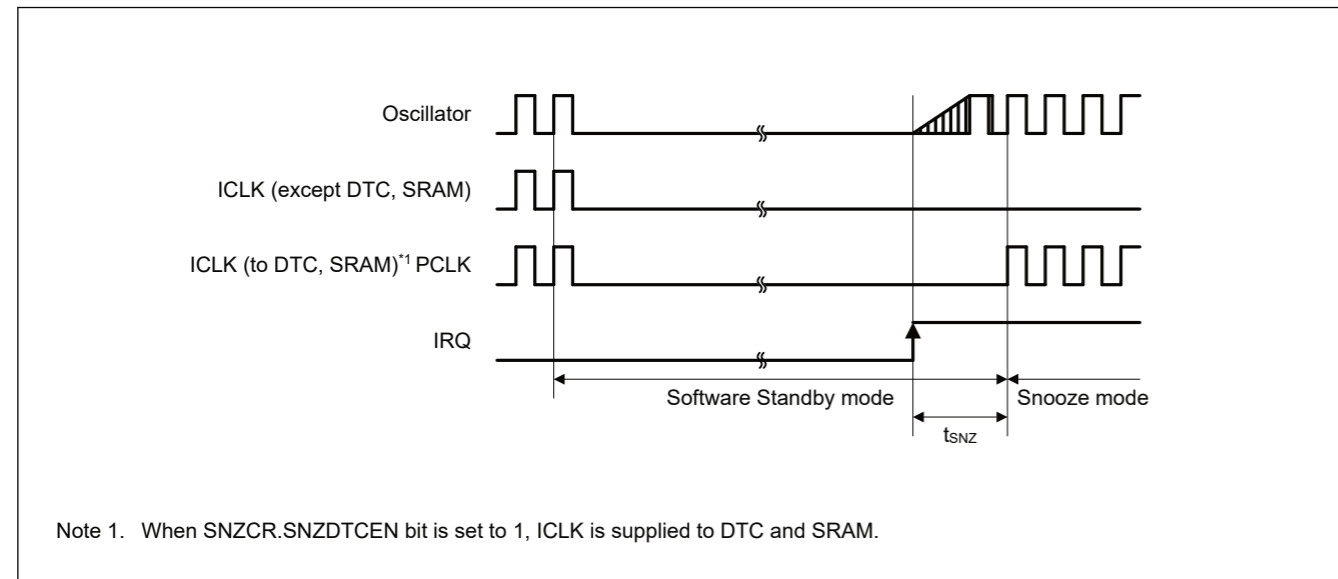 Oscillator
ICLK (except DTC, SRAM)
ICLK (to DTC, SRAM)*1 PCLK
IRQ
Software Standby mode
Snooze mode
tSNZ
Note 1. When SNZCR.SNZDTCEN bit is set to 1, ICLK is supplied to DTC and SRAM.